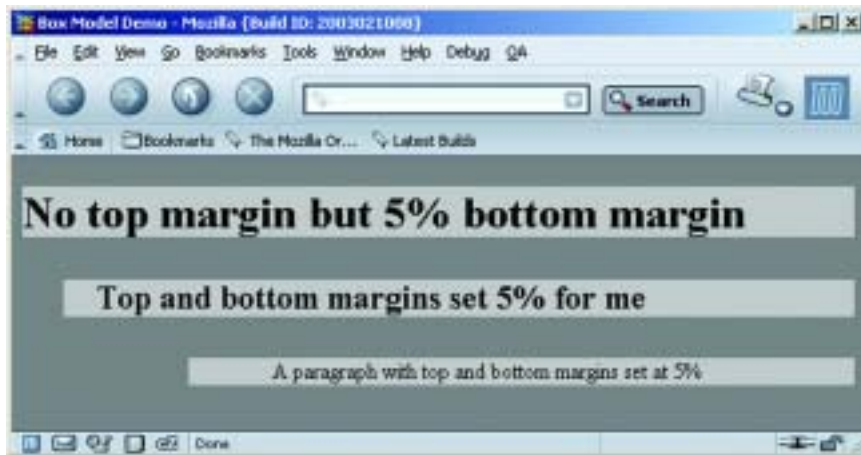 Box Model Demo - Mozilla {Build ID: 2003021008}
File Edit View Go Bookmarks Tools Window Help Debug QA
Search
Home Bookmarks The Mozilla Or... Latest Builds
No top margin but 5% bottom margin
Top and bottom margins set 5% for me
A paragraph with top and bottom margins set at 5%
Done